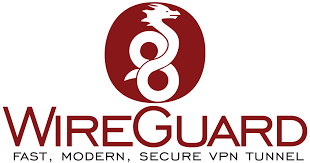 WIREGUARD
FAST, MODERN, SECURE VPN TUNNEL